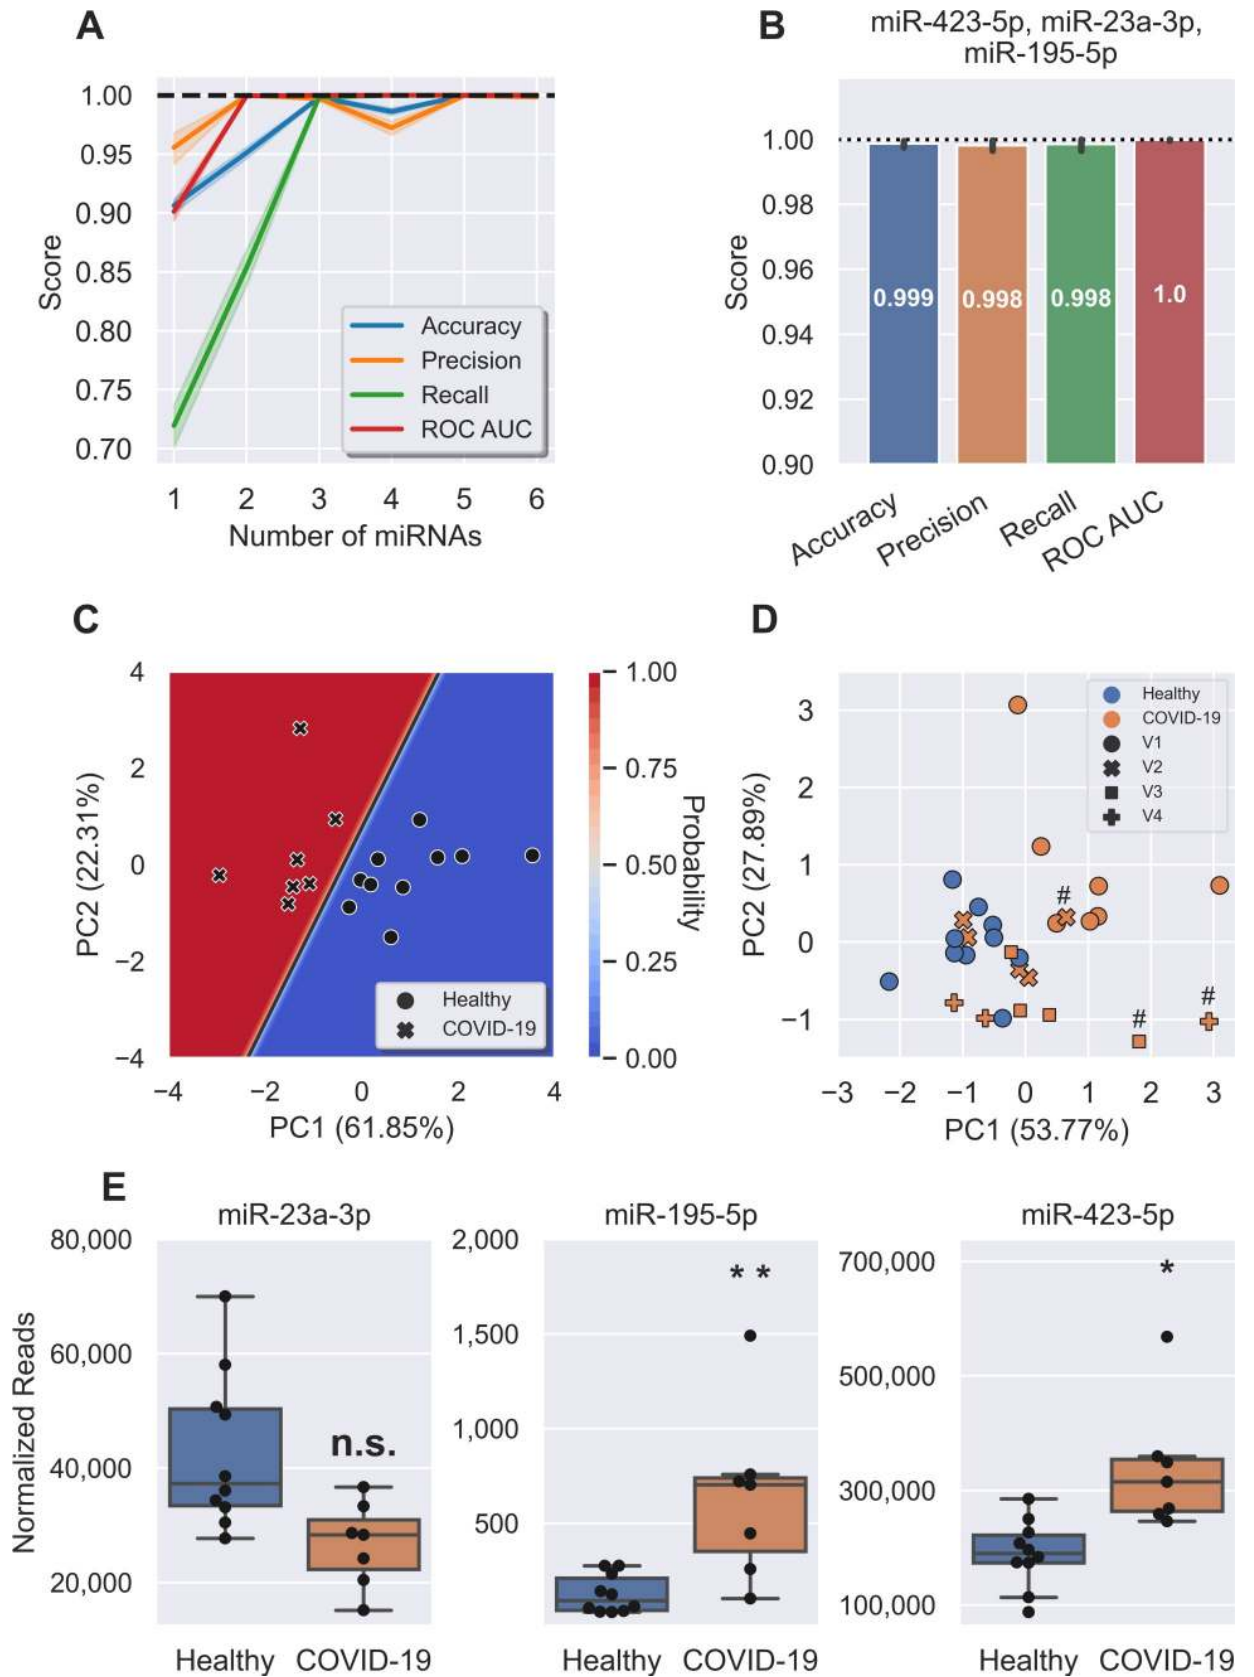 A
1.00
0.95
0.90
0.85
0.80
0.75
0.70
Score
Accuracy
Precision
Recall
ROC AUC
1 2 3 4 5 6
Number of miRNAs
B
miR-423-5p, miR-23a-3p,
miR-195-5p
1.00
0.98
0.96
0.94
0.92
0.90
Score
0.999 0.998 0.998 1.0
Accuracy
Precision
Recall
ROC AUC
C
4
2
0
−2
−4
PC2 (22.31%)
Healthy
COVID-19
−4 −2 0 2 4
PC1 (61.85%)
1.00
0.75
0.50
0.25
0.00
Probability
D
3
2
1
0
−1
PC2 (27.89%)
Healthy
COVID-19
V1
V2
V3
V4
#
#
#
−3 −2 −1 0 1 2 3
PC1 (53.77%)
E
miR-23a-3p
80,000
60,000
40,000
20,000
Normalized Reads
n.s.
Healthy COVID-19
miR-195-5p
2,000
1,500
1,000
500
* *
Healthy COVID-19
miR-423-5p
700,000
500,000
300,000
100,000
*
Healthy COVID-19